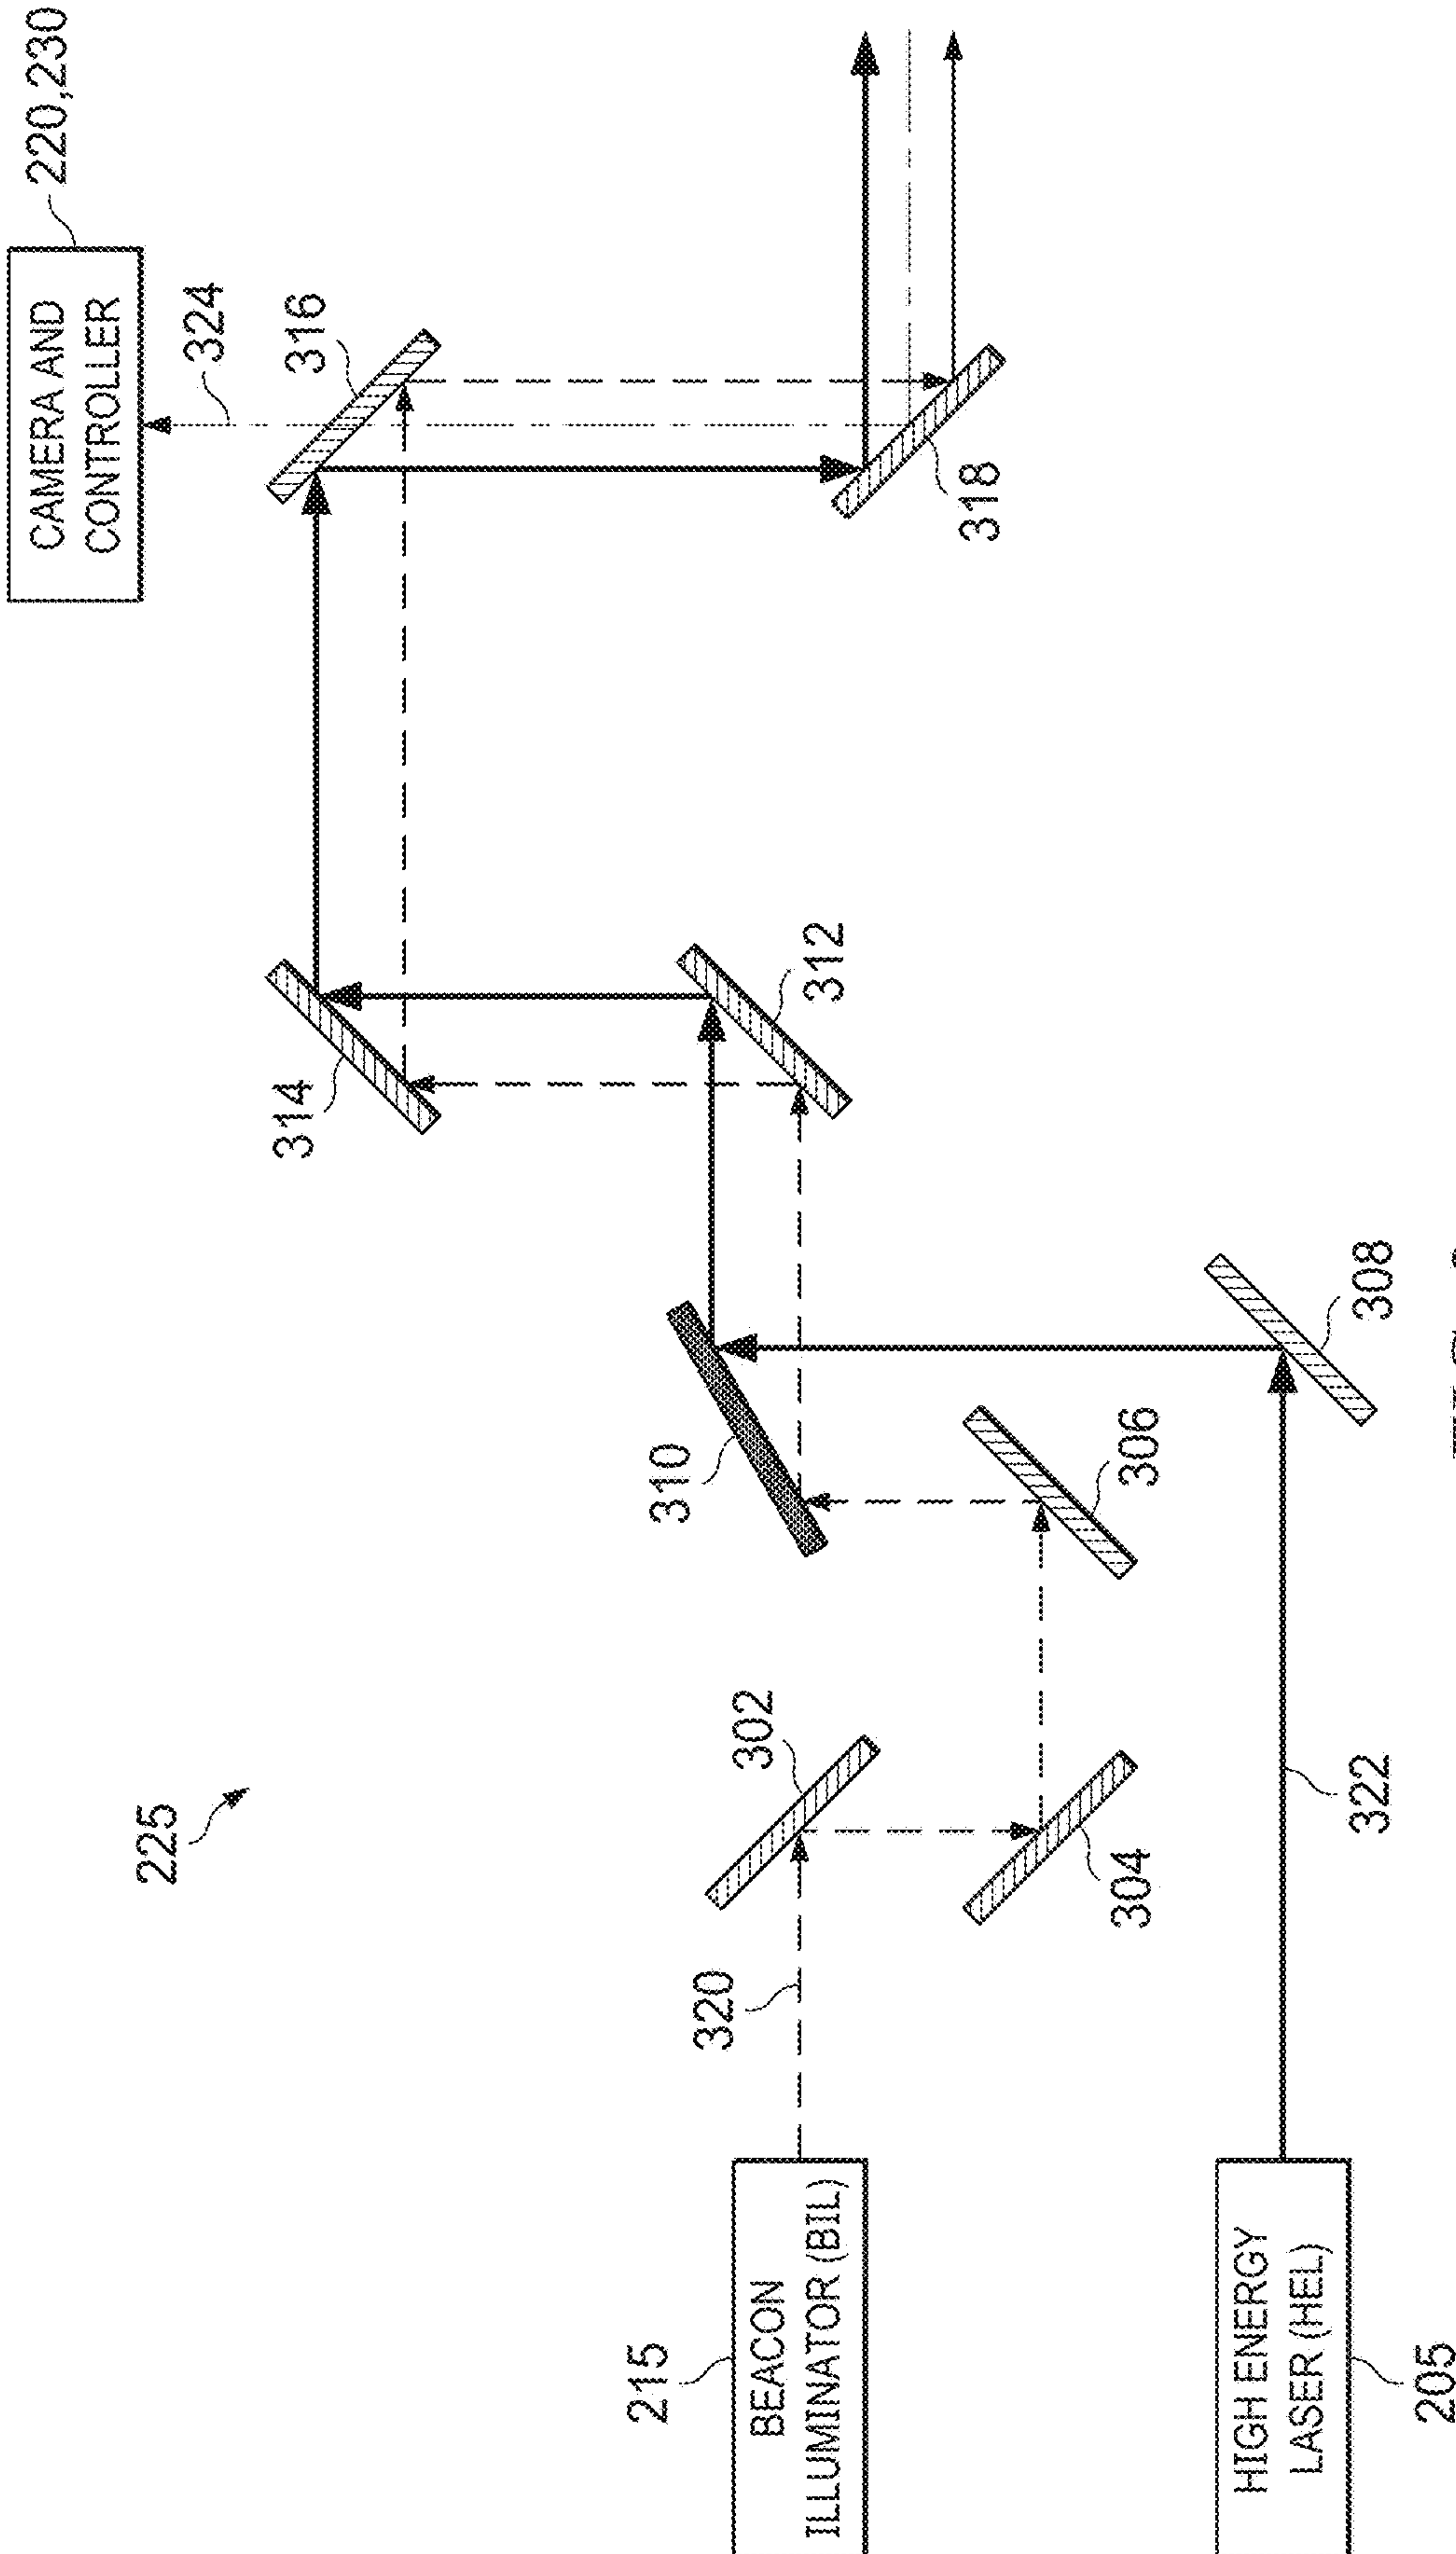 CAMERA AND
CONTROLLER
220,230
225
324
314
316
215
BEACON
ILLUMINATOR (BIL)
320
302
310
312
318
304
306
HIGH ENERGY
LASER (HEL)
205
322
308